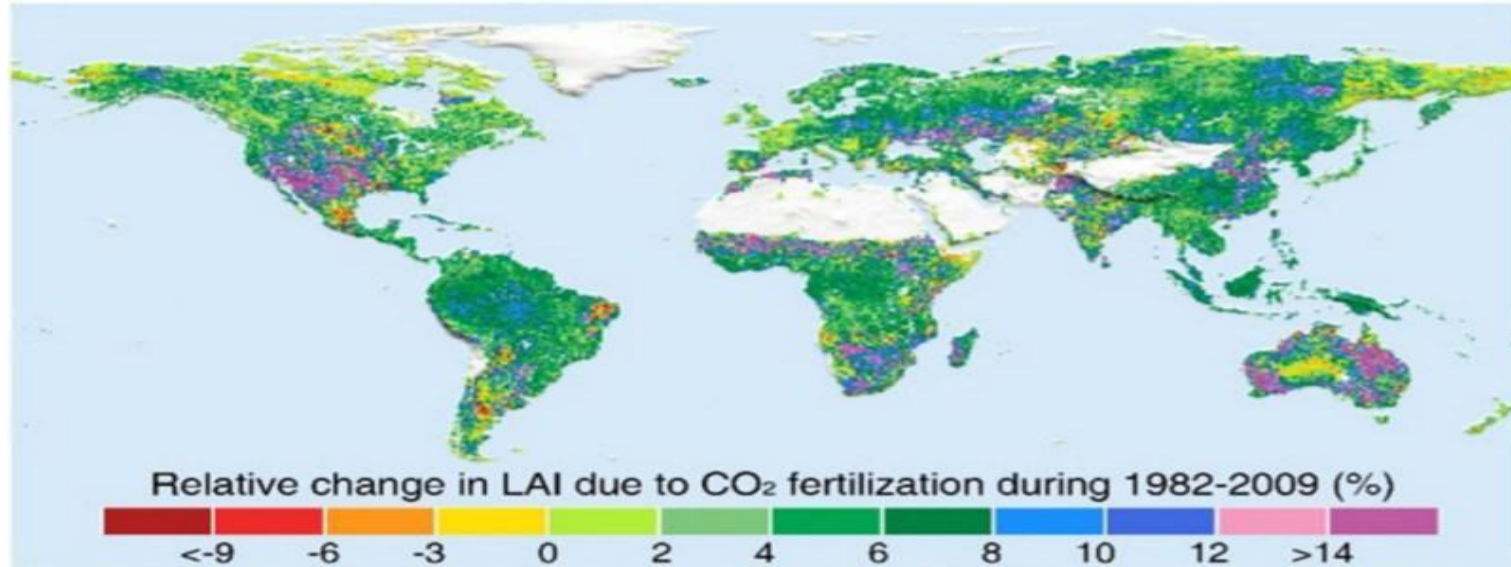 Relative change in LAI due to CO₂ fertilization during 1982-2009 (%)
<-9 -6 -3 0 2 4 6 8 10 12 >14